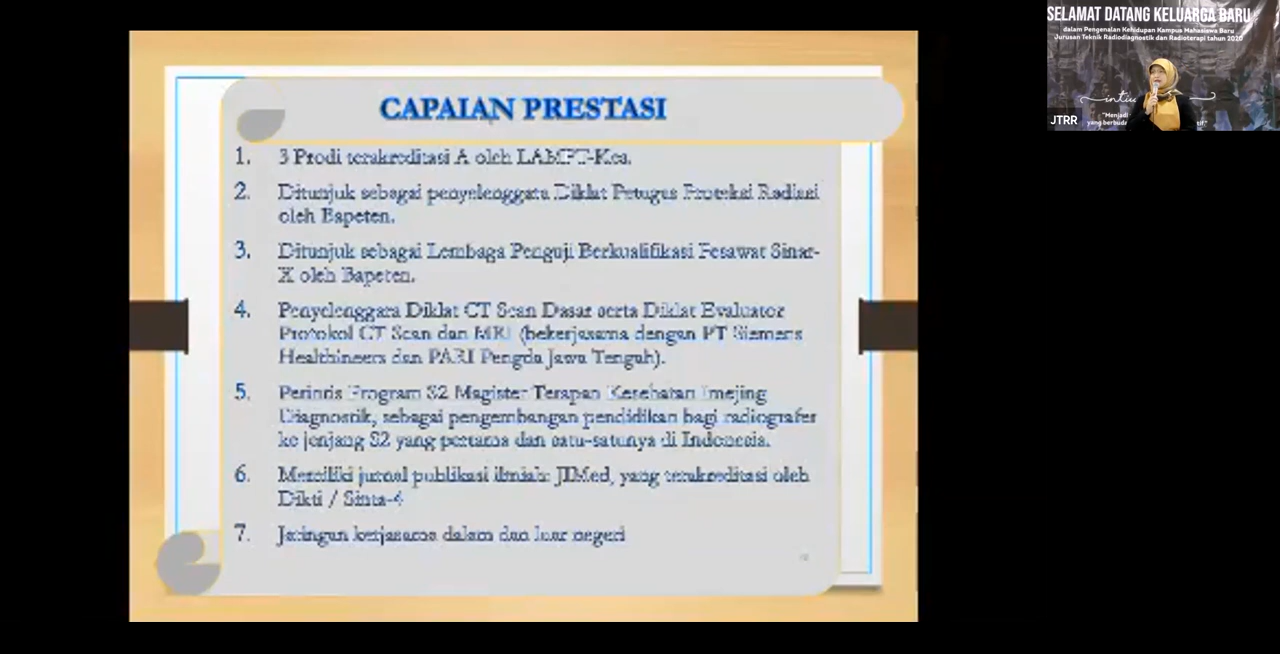 CAPAIAN PRESTASI
1. 3 Prodi terakreditasi A oleh LAMPT-Kes.
2. Ditunjuk sebagai penyelenggara Diklat Petugas Proteksi Radiasi
oleh Bapeten.
3. Ditunjuk sebagai Lembaga Penguji Berkualifikasi Pesawat Sinar-
X oleh Bapeten.
4. Penyelenggara Diklat CT Scan Dasar serta Diklat Evaluator
Protokol CT Scan dan MRI (bekerjasama dengan PT Siemens
Healthineers dan PARI Pengda Jawa Tengah).
5. Perintis Program S2 Magister Terapan Kesehatan Imejing
Diagnostik, sebagai pengembangan pendidikan bagi radiografer
ke jenjang S2 yang pertama dan satu-satunya di Indonesia.
6. Memiliki jurnal publikasi ilmiah: JIMed, yang terakreditasi oleh
Dikti / Sinta-4
7. Jaringan kerjasama dalam dan luar negeri
SELAMAT DATANG KELUARGA BARU
dalam Pengenalan Kehidupan Kampus Mahasiswa Baru
Jurusan Teknik Radiodiagnostik dan Radioterapi tahun 2020
"Menjadi
yang
JTRR